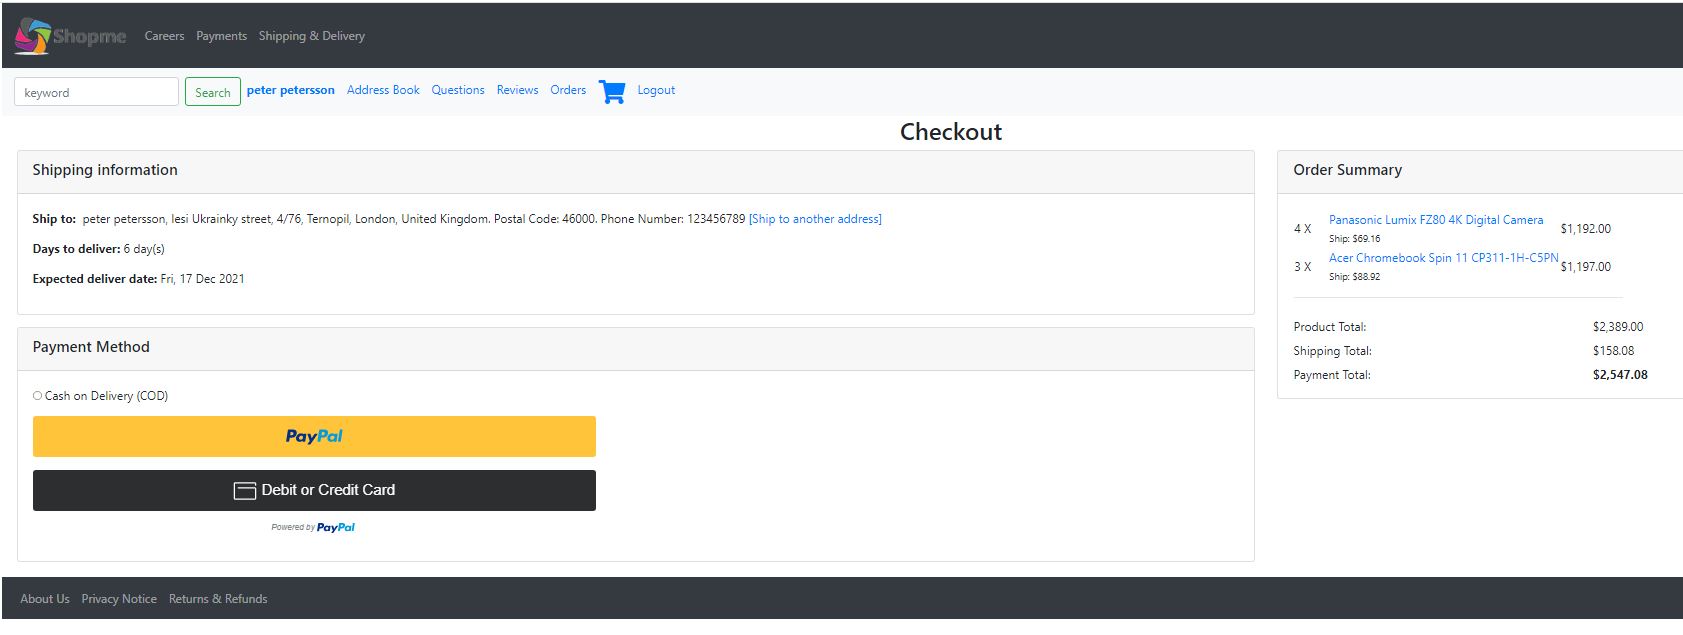 Shopme Careers Payments Shipping & Delivery
keyword Search peter petersson Address Book Questions Reviews Orders Logout
Checkout
Shipping information
Ship to: peter petersson, lesi Ukrainky street, 4/76, Ternopil, London, United Kingdom. Postal Code: 46000. Phone Number: 123456789 [Ship to another address]
Days to deliver: 6 day(s)
Expected deliver date: Fri, 17 Dec 2021
Payment Method
Cash on Delivery (COD)
PayPal
Debit or Credit Card
Powered by PayPal
Order Summary
4 X Panasonic Lumix FZ80 4K Digital Camera $1,192.00
Ship: $69.16
3 X Acer Chromebook Spin 11 CP311-1H-C5PN $1,197.00
Ship: $88.92
Product Total: $2,389.00
Shipping Total: $158.08
Payment Total: $2,547.08
About Us Privacy Notice Returns & Refunds